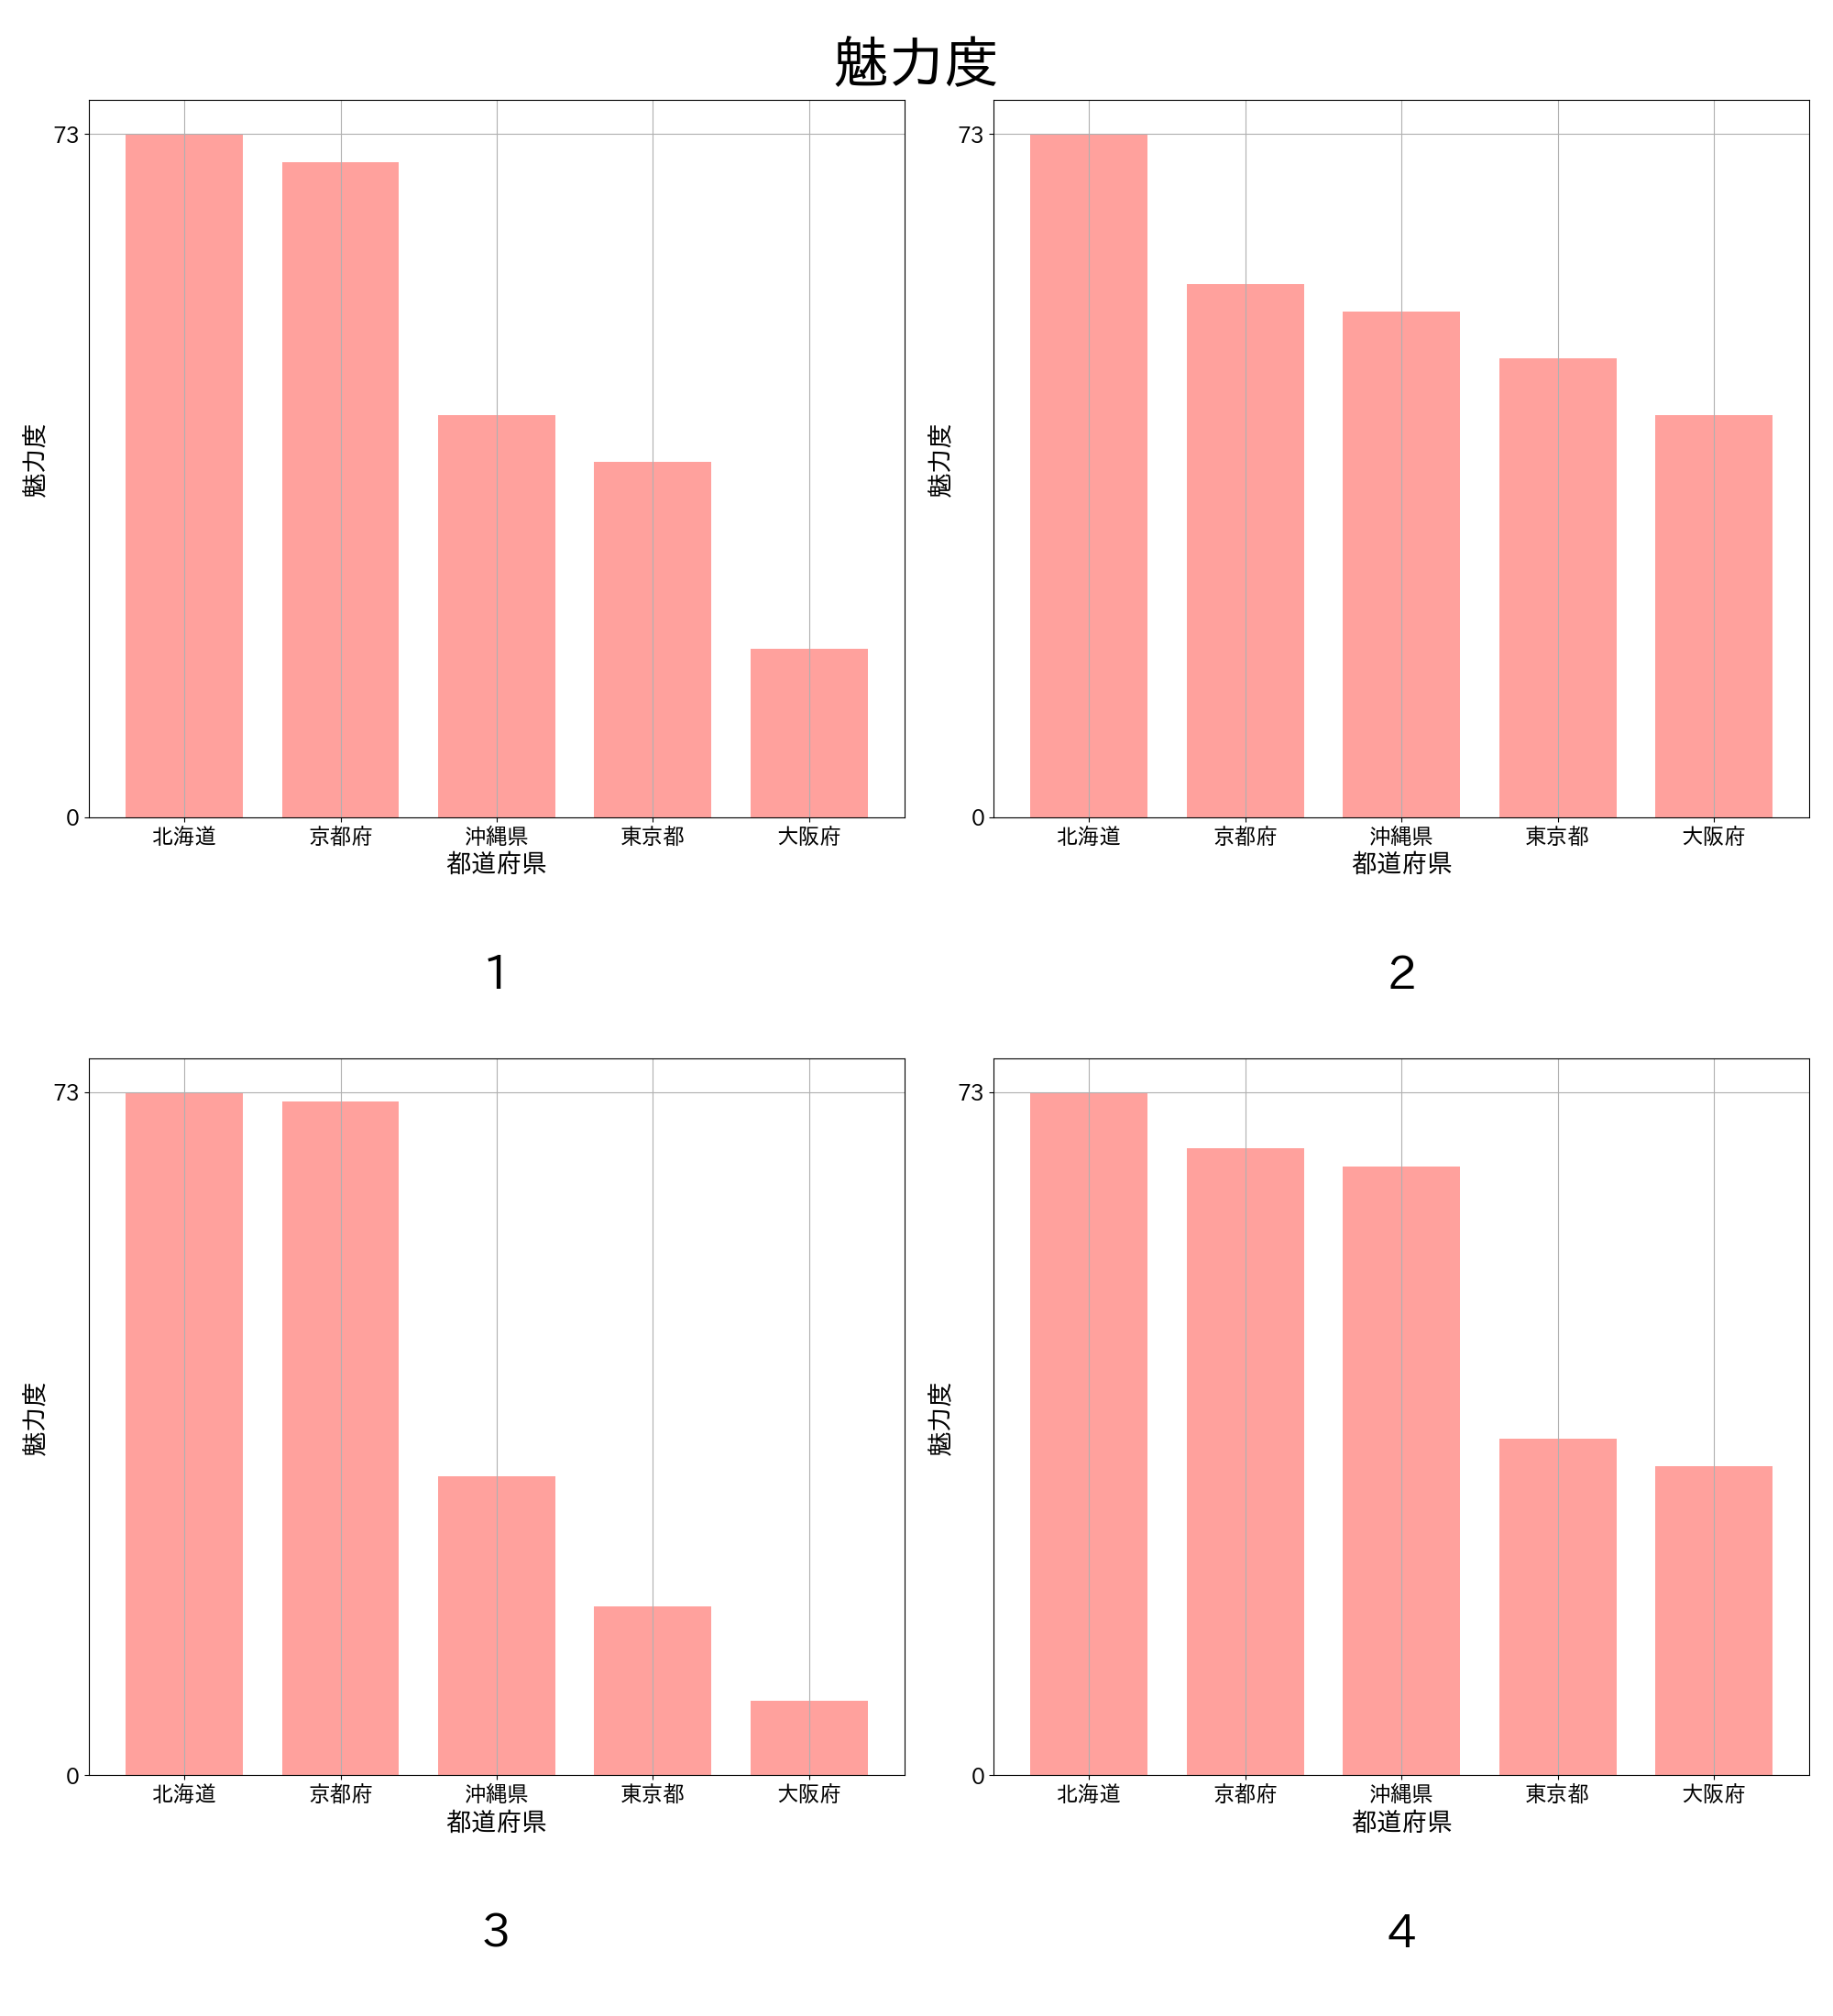 魅力度
73
0
魅力度
北海道 京都府 沖縄県 東京都 大阪府
都道府県
1
73
0
魅力度
北海道 京都府 沖縄県 東京都 大阪府
都道府県
2
73
0
魅力度
北海道 京都府 沖縄県 東京都 大阪府
都道府県
3
73
0
魅力度
北海道 京都府 沖縄県 東京都 大阪府
都道府県
4